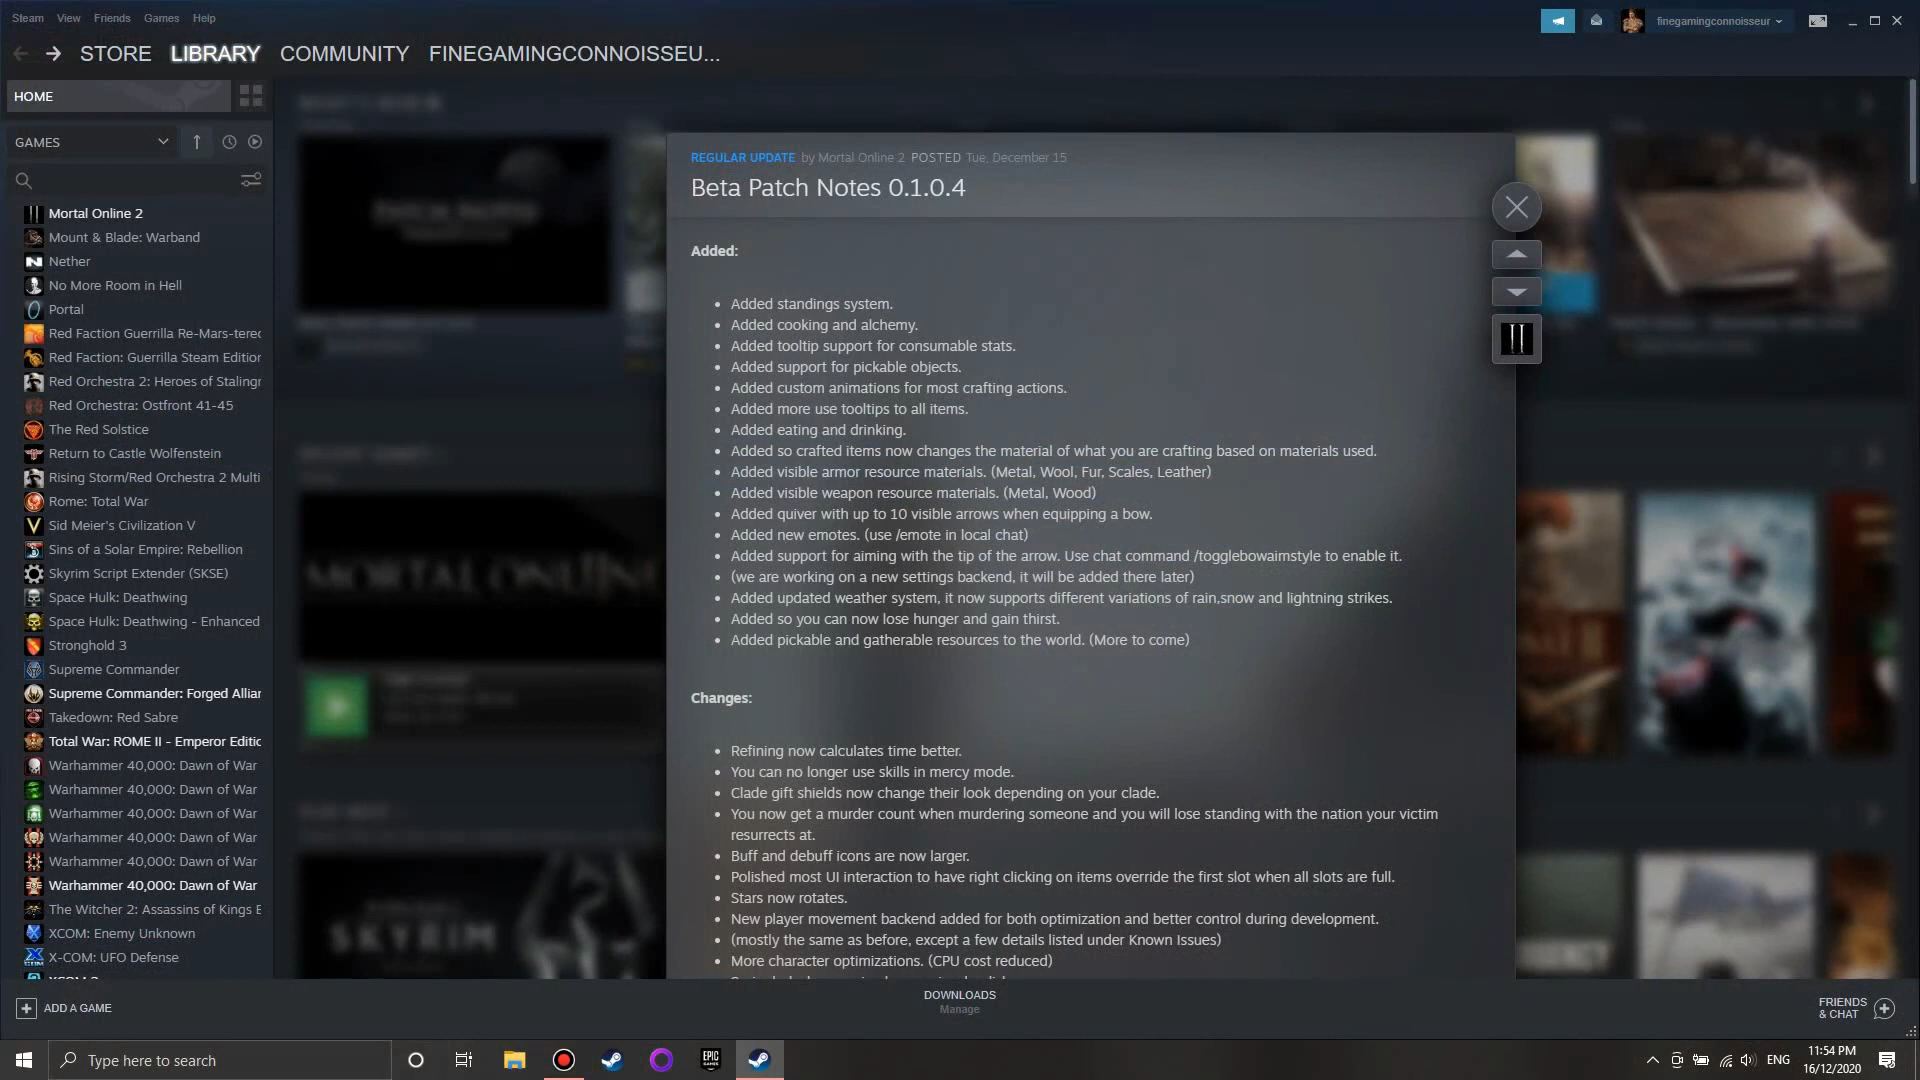 Steam View Friends Games Help
finegamingconnoisseur
STORE LIBRARY COMMUNITY FINEGAMINGCONNOISSEU...
HOME
GAMES
Mortal Online 2
Mount & Blade: Warband
Nether
No More Room in Hell
Portal
Red Faction Guerrilla Re-Mars-terec
Red Faction: Guerrilla Steam Edition
Red Orchestra 2: Heroes of Stalingr
Red Orchestra: Ostfront 41-45
The Red Solstice
Return to Castle Wolfenstein
Rising Storm/Red Orchestra 2 Multi
Rome: Total War
Sid Meier's Civilization V
Sins of a Solar Empire: Rebellion
Skyrim Script Extender (SKSE)
Space Hulk: Deathwing
Space Hulk: Deathwing - Enhanced
Stronghold 3
Supreme Commander
Supreme Commander: Forged Allian
Takedown: Red Sabre
Total War: ROME II - Emperor Editic
Warhammer 40,000: Dawn of War
Warhammer 40,000: Dawn of War
Warhammer 40,000: Dawn of War
Warhammer 40,000: Dawn of War
Warhammer 40,000: Dawn of War
Warhammer 40,000: Dawn of War
The Witcher 2: Assassins of Kings E
XCOM: Enemy Unknown
X-COM: UFO Defense
XCOM 2
REGULAR UPDATE by Mortal Online 2 POSTED Tue, December 15
Beta Patch Notes 0.1.0.4
Added:
• Added standings system.
• Added cooking and alchemy.
• Added tooltip support for consumable stats.
• Added support for pickable objects.
• Added custom animations for most crafting actions.
• Added more use tooltips to all items.
• Added eating and drinking.
• Added so crafted items now changes the material of what you are crafting based on materials used.
• Added visible armor resource materials. (Metal, Wool, Fur, Scales, Leather)
• Added visible weapon resource materials. (Metal, Wood)
• Added quiver with up to 10 visible arrows when equipping a bow.
• Added new emotes. (use /emote in local chat)
• Added support for aiming with the tip of the arrow. Use chat command /togglebowaimstyle to enable it.
• (we are working on a new settings backend, it will be added there later)
• Added updated weather system, it now supports different variations of rain,snow and lightning strikes.
• Added so you can now lose hunger and gain thirst.
• Added pickable and gatherable resources to the world. (More to come)
Changes:
• Refining now calculates time better.
• You can no longer use skills in mercy mode.
• Clade gift shields now change their look depending on your clade.
• You now get a murder count when murdering someone and you will lose standing with the nation your victim
resurrects at.
• Buff and debuff icons are now larger.
• Polished most UI interaction to have right clicking on items override the first slot when all slots are full.
• Stars now rotates.
• New player movement backend added for both optimization and better control during development.
• (mostly the same as before, except a few details listed under Known Issues)
• More character optimizations. (CPU cost reduced)
PATCH NOTES
MORTAL ONLINE
SKYRIM
ADD A GAME
DOWNLOADS
Manage
FRIENDS
& CHAT
Type here to search
EPIC
GAMES
ENG
11:54 PM
16/12/2020